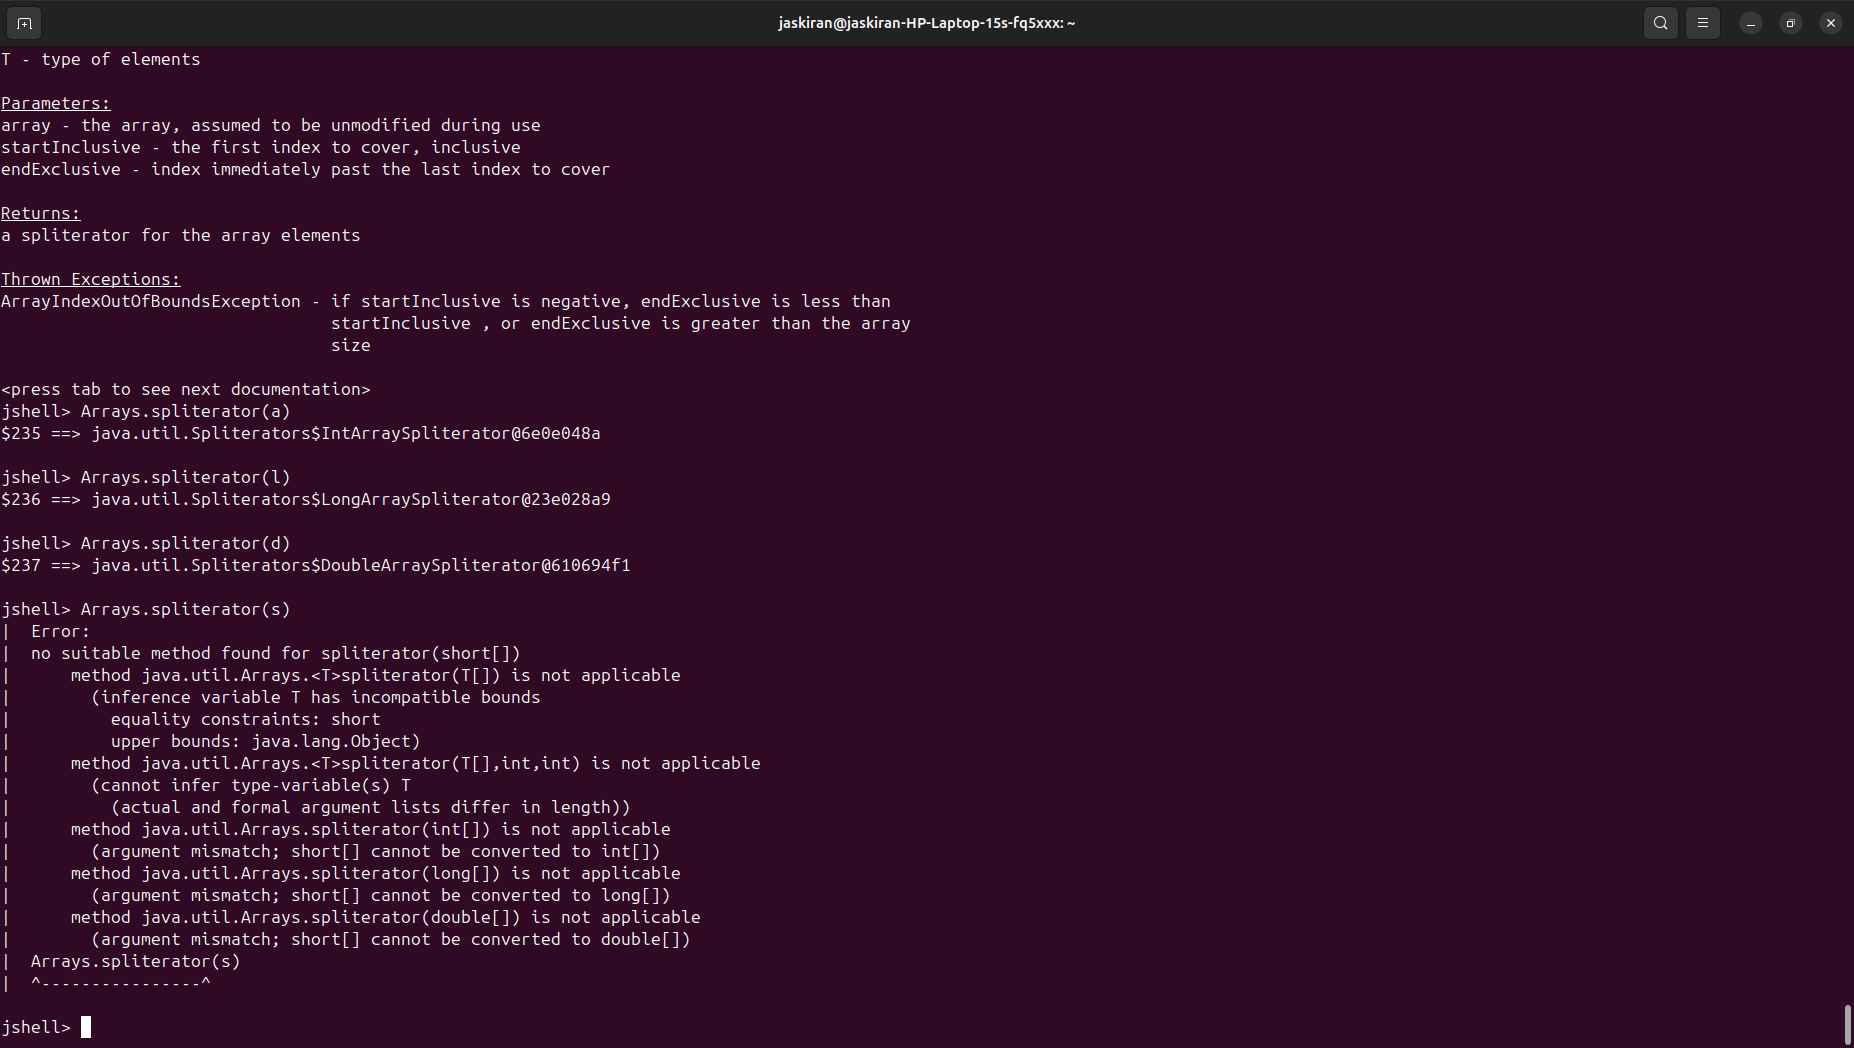 jaskiran@jaskiran-HP-Laptop-15s-fq5xxx: ~
T - type of elements
Parameters:
array - the array, assumed to be unmodified during use
startInclusive - the first index to cover, inclusive
endExclusive - index immediately past the last index to cover
Returns:
a spliterator for the array elements
Thrown Exceptions:
ArrayIndexOutOfBoundsException - if startInclusive is negative, endExclusive is less than
startInclusive , or endExclusive is greater than the array
size
<press tab to see next documentation>
jshell> Arrays.spliterator(a)
$235 ==> java.util.Spliterators$IntArraySpliterator@6e0e048a
jshell> Arrays.spliterator(l)
$236 ==> java.util.Spliterators$LongArraySpliterator@23e028a9
jshell> Arrays.spliterator(d)
$237 ==> java.util.Spliterators$DoubleArraySpliterator@610694f1
jshell> Arrays.spliterator(s)
|  Error:
|  no suitable method found for spliterator(short[])
|      method java.util.Arrays.<T>spliterator(T[]) is not applicable
|        (inference variable T has incompatible bounds
|          equality constraints: short
|          upper bounds: java.lang.Object)
|      method java.util.Arrays.<T>spliterator(T[],int,int) is not applicable
|        (cannot infer type-variable(s) T
|          (actual and formal argument lists differ in length))
|      method java.util.Arrays.spliterator(int[]) is not applicable
|        (argument mismatch; short[] cannot be converted to int[])
|      method java.util.Arrays.spliterator(long[]) is not applicable
|        (argument mismatch; short[] cannot be converted to long[])
|      method java.util.Arrays.spliterator(double[]) is not applicable
|        (argument mismatch; short[] cannot be converted to double[])
|  Arrays.spliterator(s)
|  ^----------------^
jshell>